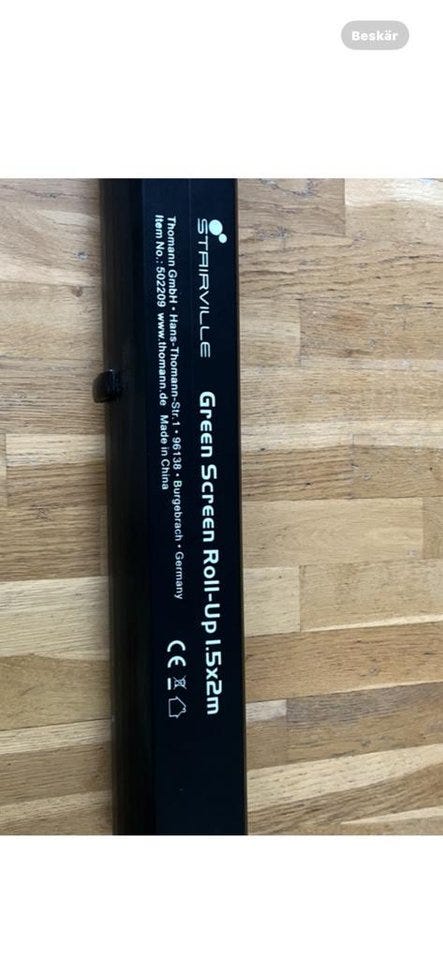 Beskär
STAIRVILLE
Green Screen Roll-Up 1.5x2m
Thomann GmbH • Hans-Thomann-Str.1 • 96138 • Burgebrach • Germany
Item No.: 502209 www.thomann.de Made in China
CE